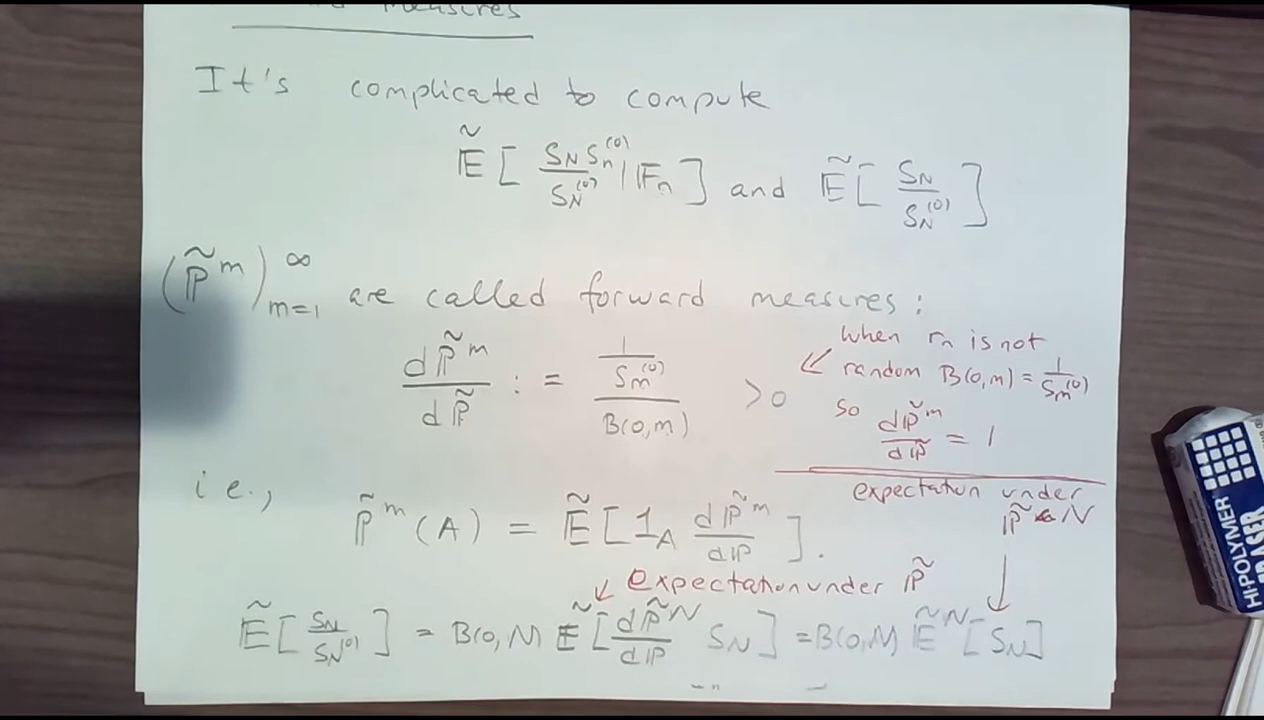 measures
It's complicated to compute
Ẽ[ S_N S_n^(0) / S_N^(0) | F_n ] and Ẽ[ S_N / S_N^(0) ]
(P̃^m)_{m=1}^∞ are called forward measures:
dP̃^m / dP̃ := (1 / S_m^(0)) / B(0,m) > 0
when r_n is not
random B(0,m) = 1 / S_m^(0)
so dP̃^m / dP̃ = 1
i.e., P̃^m (A) = Ẽ[ 1_A dP̃^m / dP ].
expectation under
P̃^N
expectation under P̃
Ẽ[ S_N / S_N^(0) ] = B(0,N) Ẽ[ dP̃^N / dP S_N ] = B(0,N) Ẽ^N [ S_N ]
HI-POLYMER
ERASER